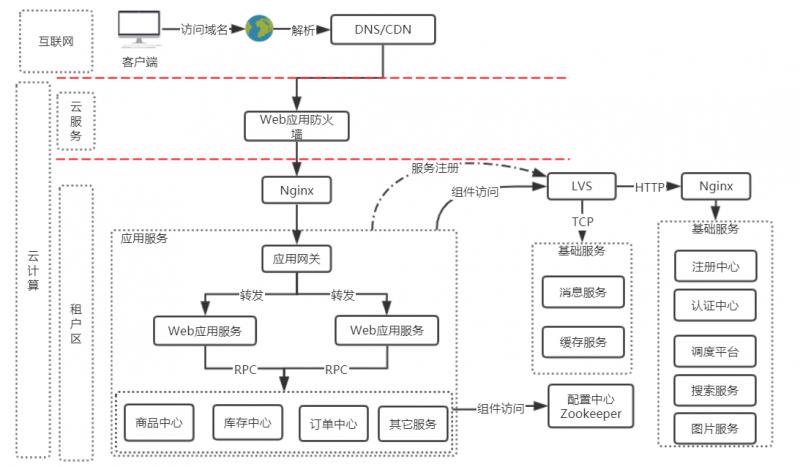 互联网
客户端
访问域名
解析
DNS/CDN
云计算
云服务
Web应用防火
墙
租户区
Nginx
服务注册
组件访问
LVS
HTTP
Nginx
TCP
应用服务
应用网关
转发
转发
Web应用服务
Web应用服务
RPC
RPC
商品中心
库存中心
订单中心
其它服务
基础服务
消息服务
缓存服务
组件访问
配置中心
Zookeeper
基础服务
注册中心
认证中心
调度平台
搜索服务
图片服务